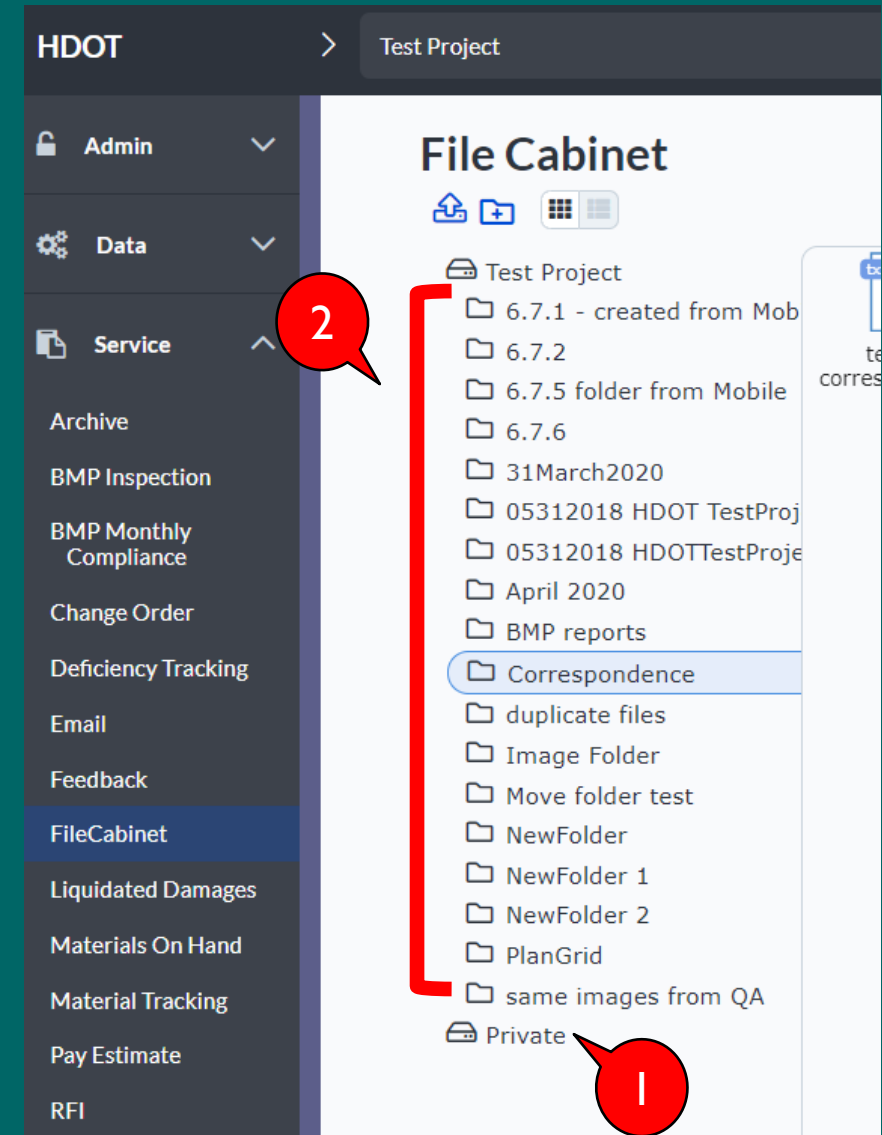 HDOT
Test Project
Admin
Data
Service
Archive
BMP Inspection
BMP Monthly
Compliance
Change Order
Deficiency Tracking
Email
Feedback
FileCabinet
Liquidated Damages
Materials On Hand
Material Tracking
Pay Estimate
RFI
File Cabinet
Test Project
2
6.7.1 - created from Mob
6.7.2
6.7.5 folder from Mobile
6.7.6
31March2020
05312018 HDOT TestProj
05312018 HDOTTestProje
April 2020
BMP reports
Correspondence
duplicate files
Image Folder
Move folder test
NewFolder
NewFolder 1
NewFolder 2
PlanGrid
same images from QA
Private
1
te
corres